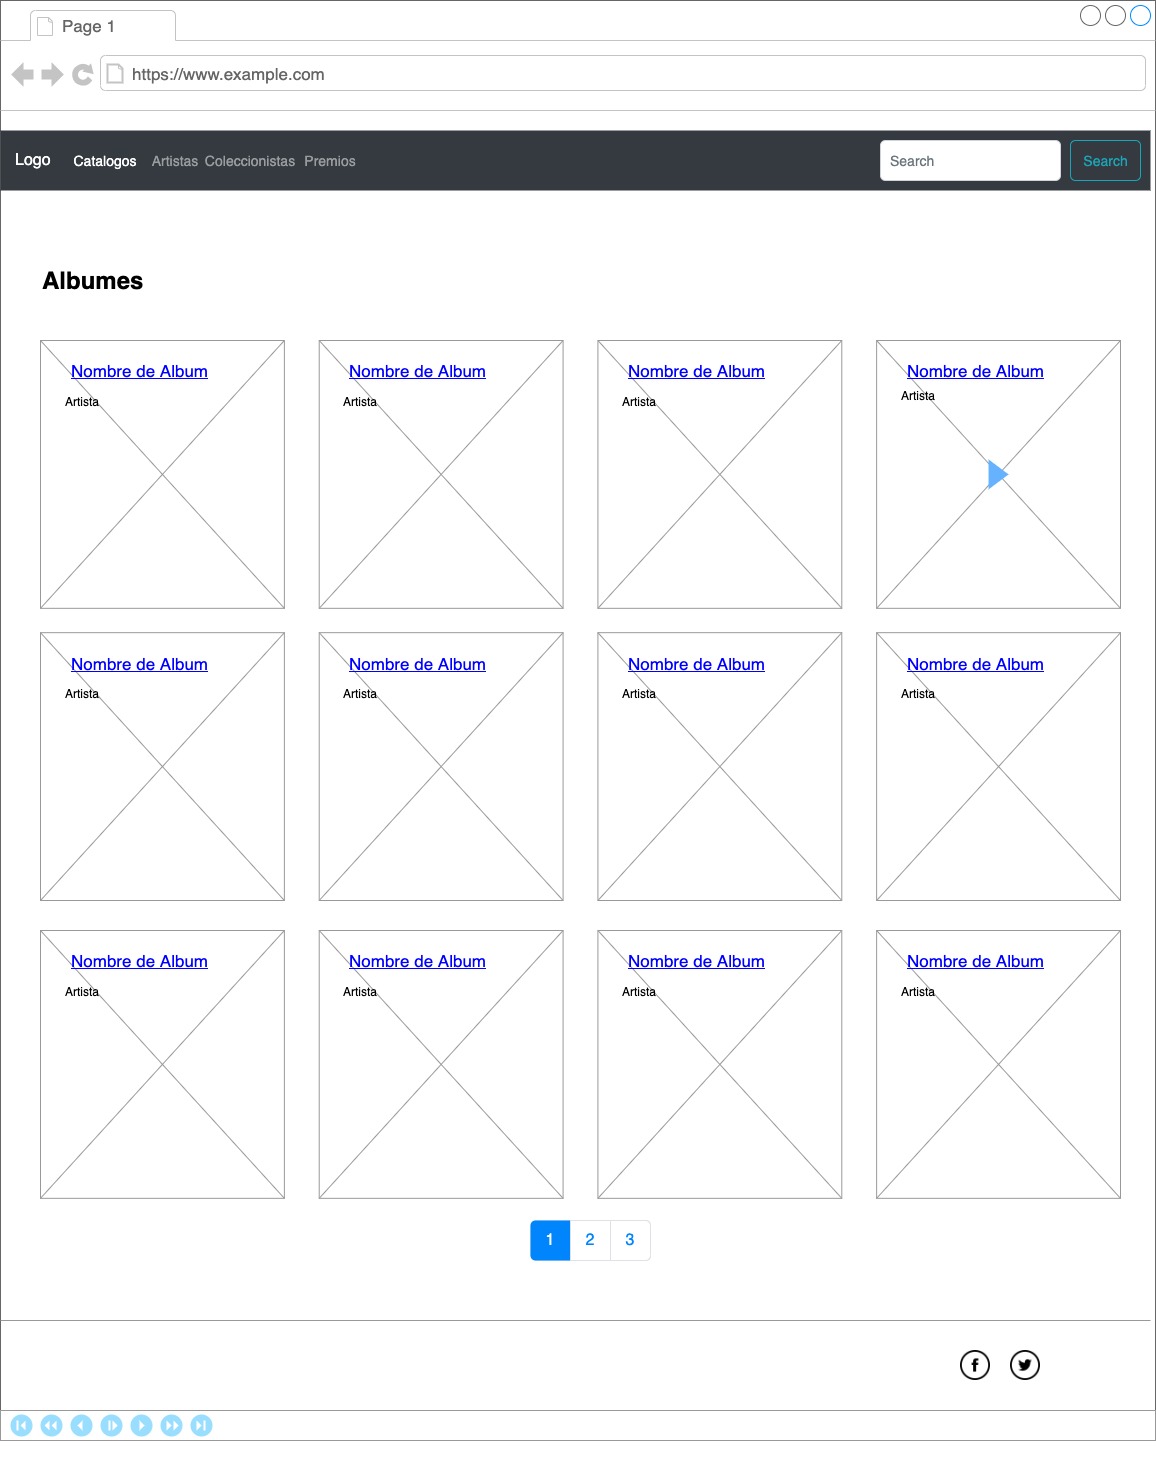 Page 1
https://www.example.com
Logo Catalogos Artistas Coleccionistas Premios Search Search
Albumes
Nombre de Album Nombre de Album Nombre de Album Nombre de Album
Artista Artista Artista Artista
Nombre de Album Nombre de Album Nombre de Album Nombre de Album
Artista Artista Artista Artista
Nombre de Album Nombre de Album Nombre de Album Nombre de Album
Artista Artista Artista Artista
1 2 3